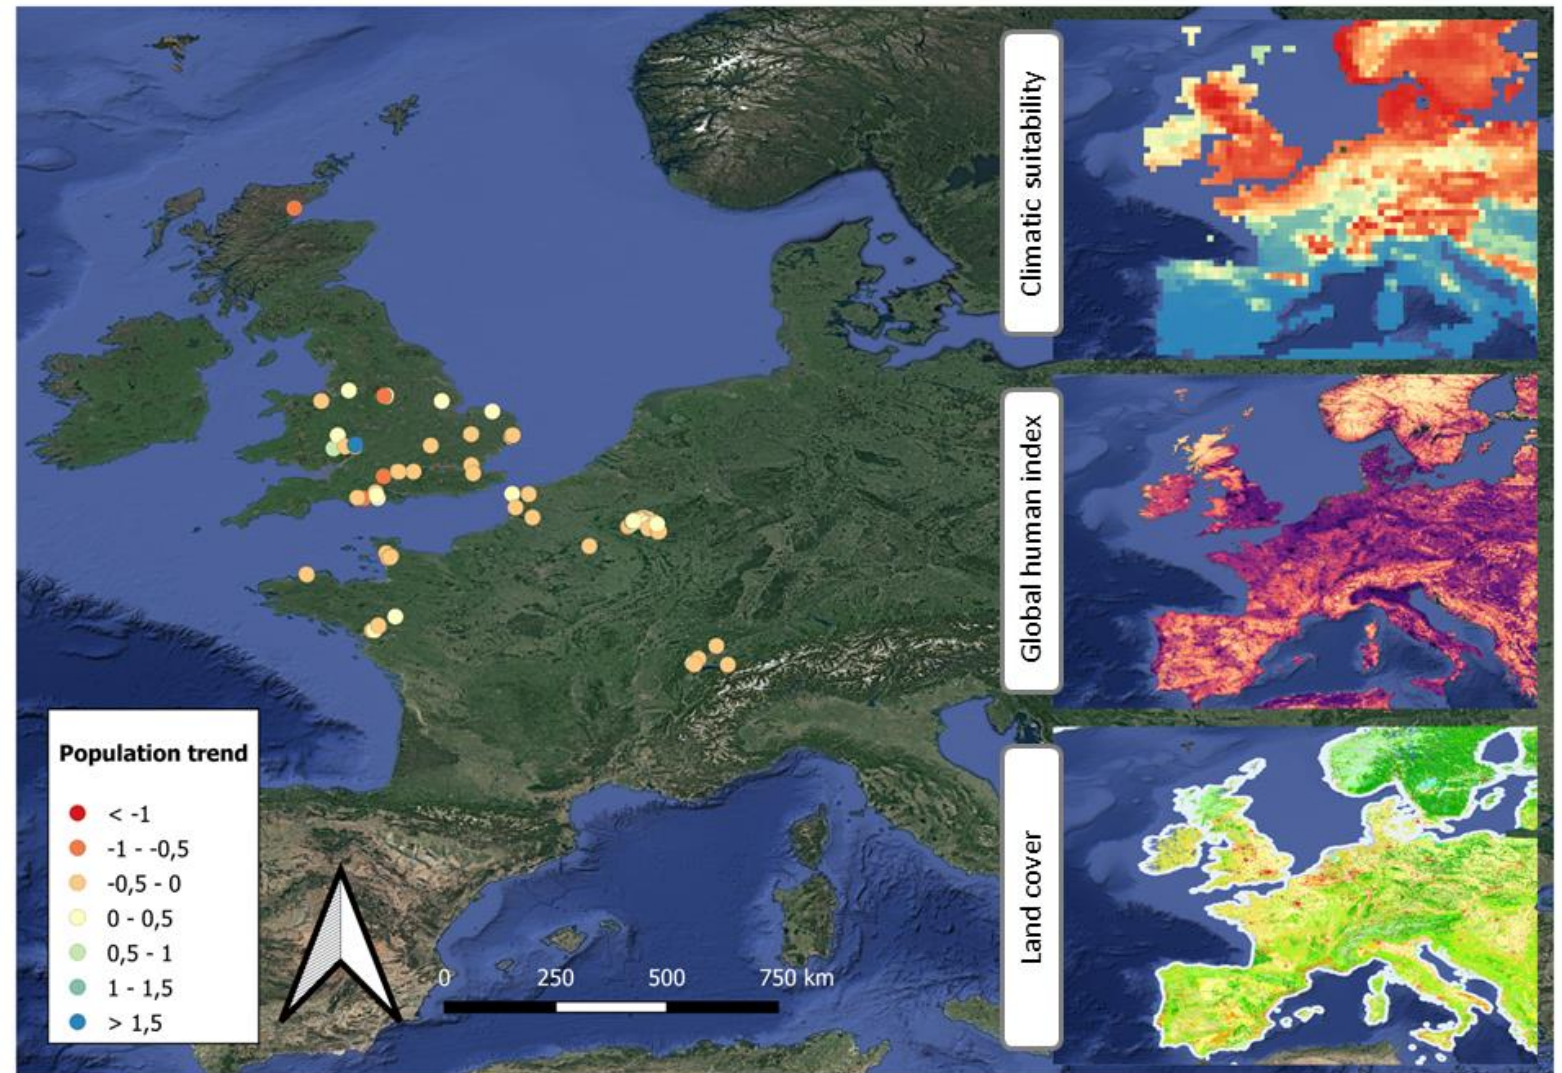 Climatic suitability
Global human index
Land cover
Population trend
< -1
-1 - -0,5
-0,5 - 0
0 - 0,5
0,5 - 1
1 - 1,5
> 1,5
0 250 500 750 km